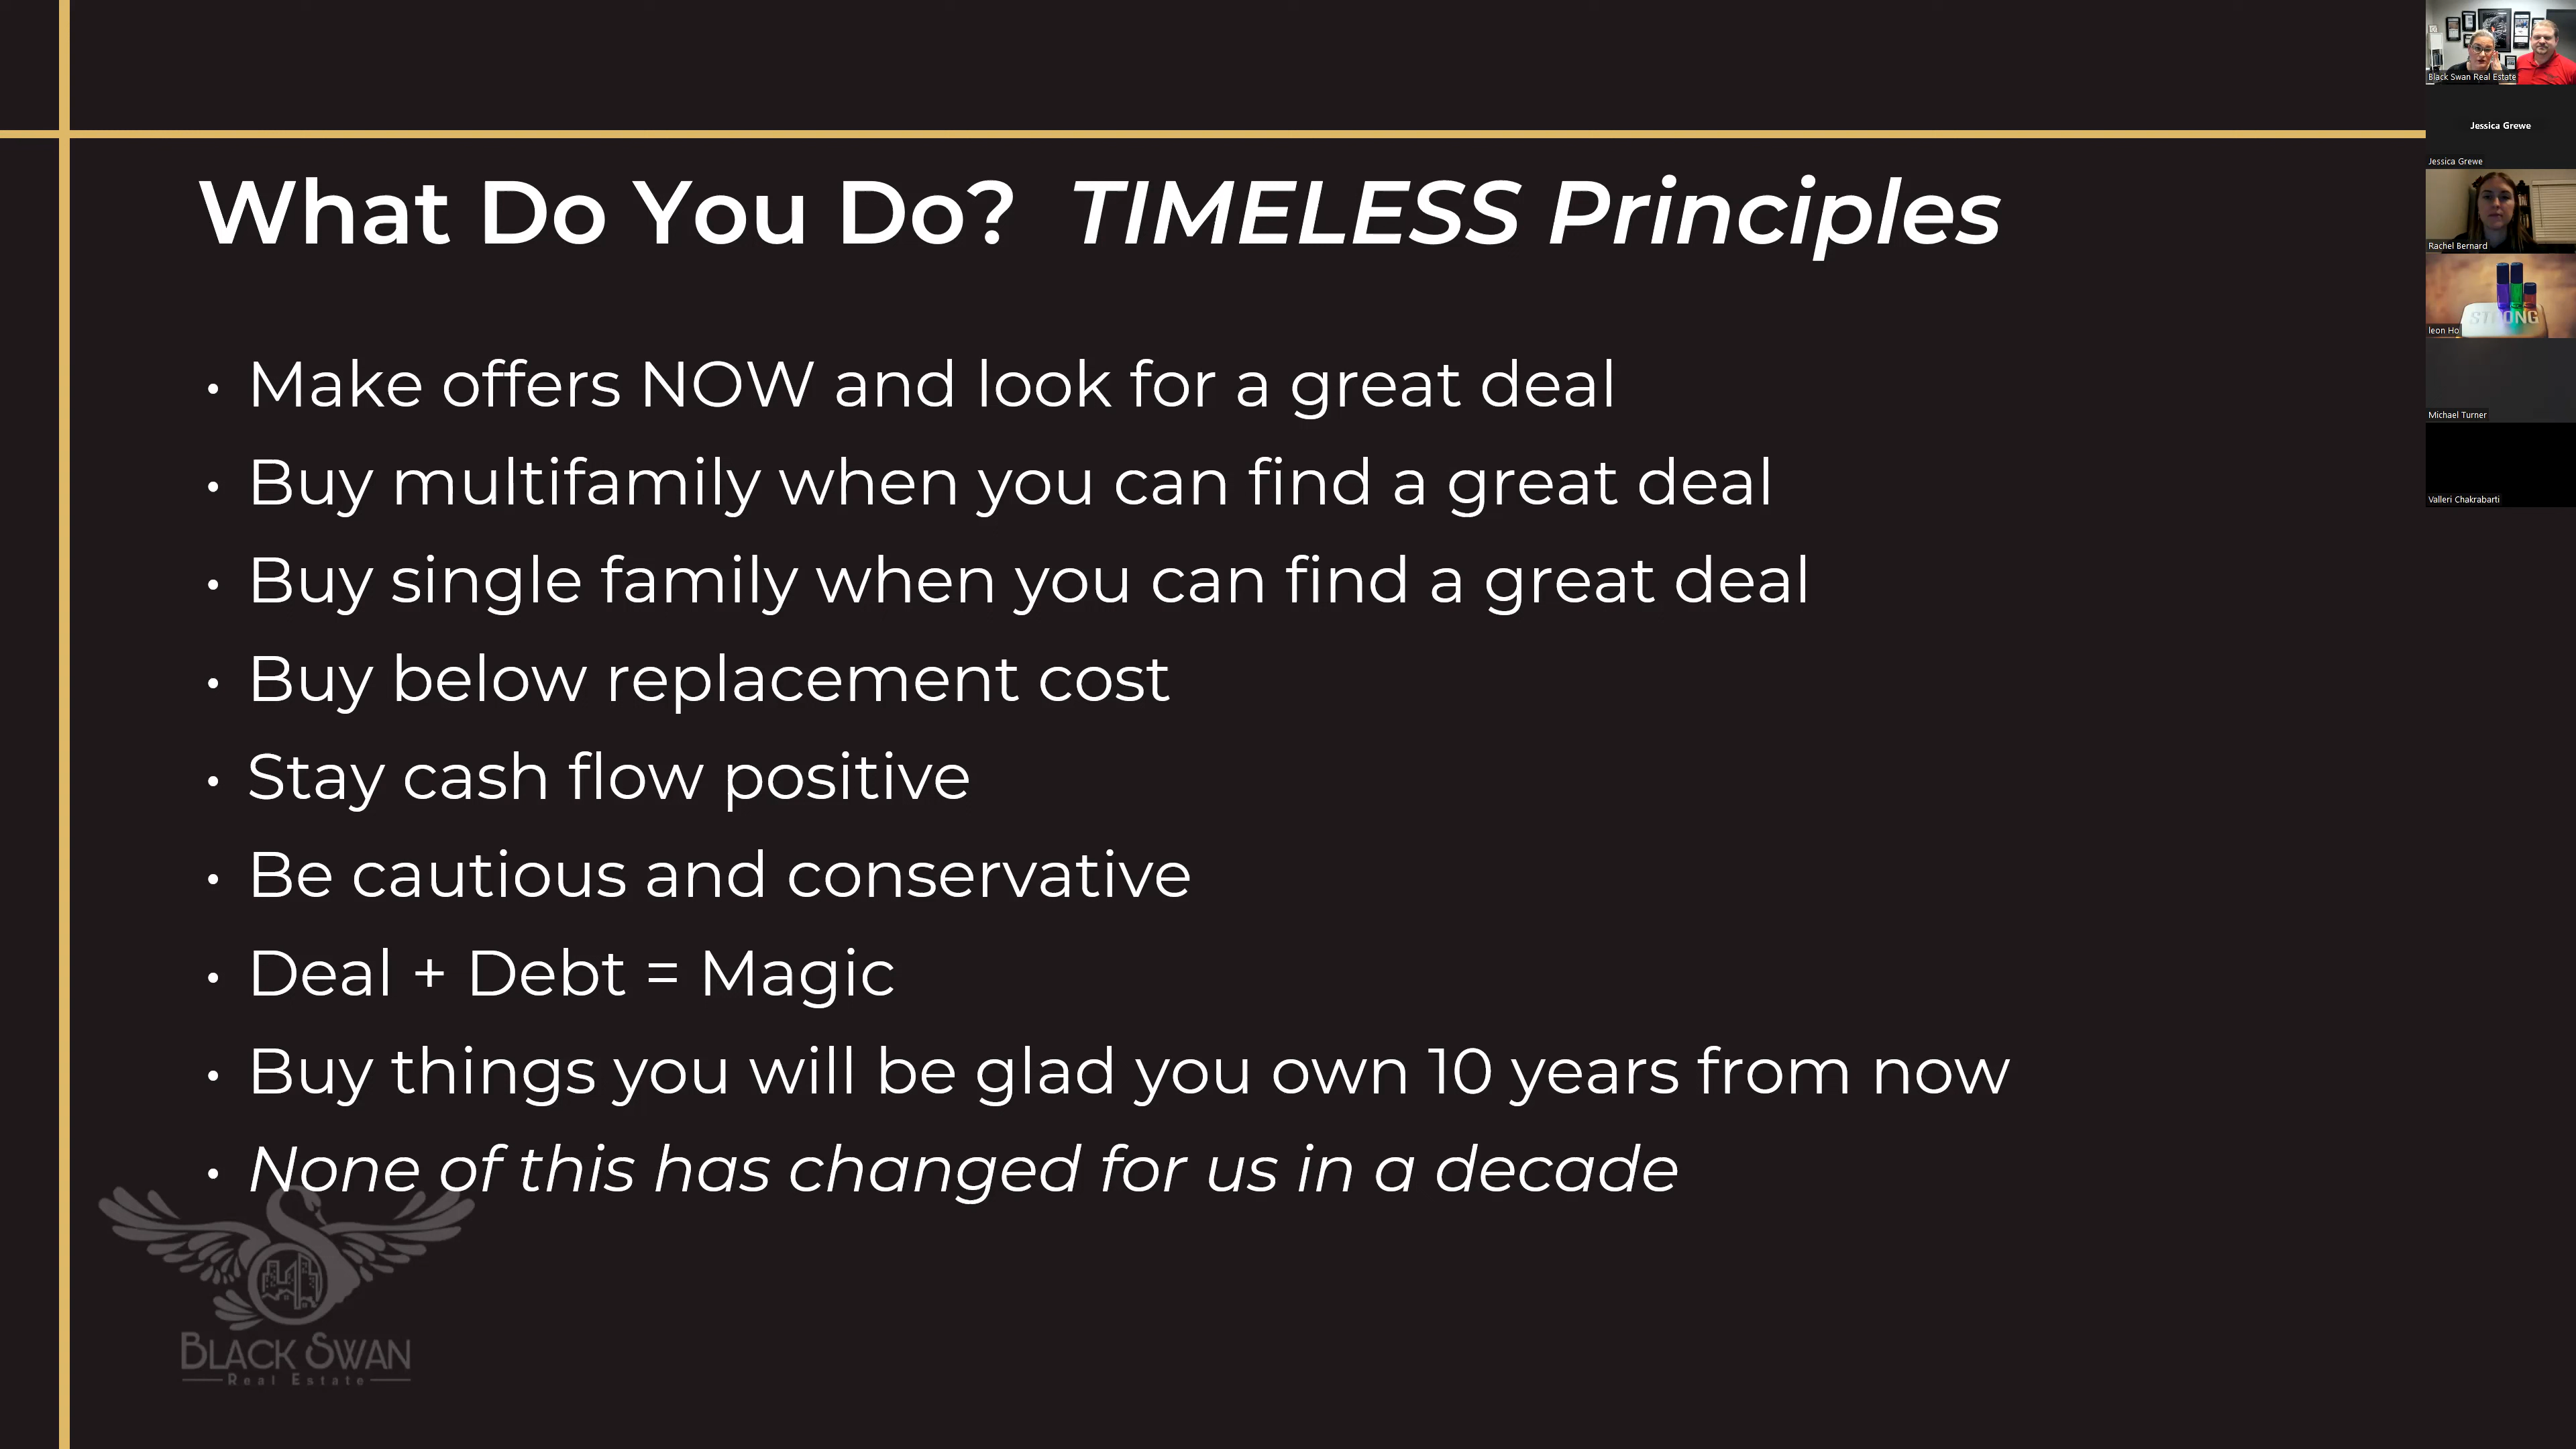 What Do You Do? TIMELESS Principles
• Make offers NOW and look for a great deal
• Buy multifamily when you can find a great deal
• Buy single family when you can find a great deal
• Buy below replacement cost
• Stay cash flow positive
• Be cautious and conservative
• Deal + Debt = Magic
• Buy things you will be glad you own 10 years from now
• None of this has changed for us in a decade
BLACK SWAN
Real Estate
Black Swan Real Estate
Jessica Grewe
Jessica Grewe
Rachel Bernard
STRONG
leon Ho
Michael Turner
Valleri Chakrabarti